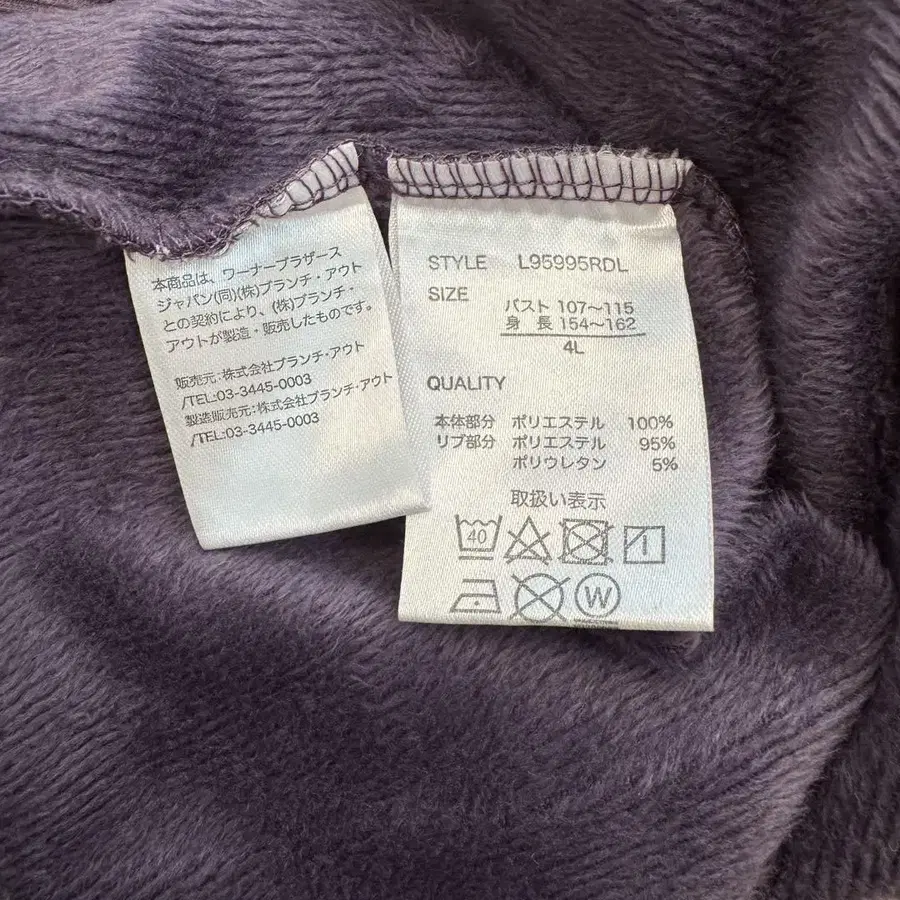 本商品は、ワーナーブラザース
ジャパン(同)(株)ブランチ・アウト
との契約により、(株)ブランチ・
アウトが製造・販売したものです。
販売元：株式会社ブランチ・アウト
/TEL:03-3445-0003
製造販売元：株式会社ブランチ・アウト
/TEL:03-3445-0003
STYLE L95995RDL
SIZE
バスト 107〜115
身 長 154〜162
4L
QUALITY
本体部分 ポリエステル 100%
リブ部分 ポリエステル 95%
ポリウレタン 5%
取扱い表示
40
W